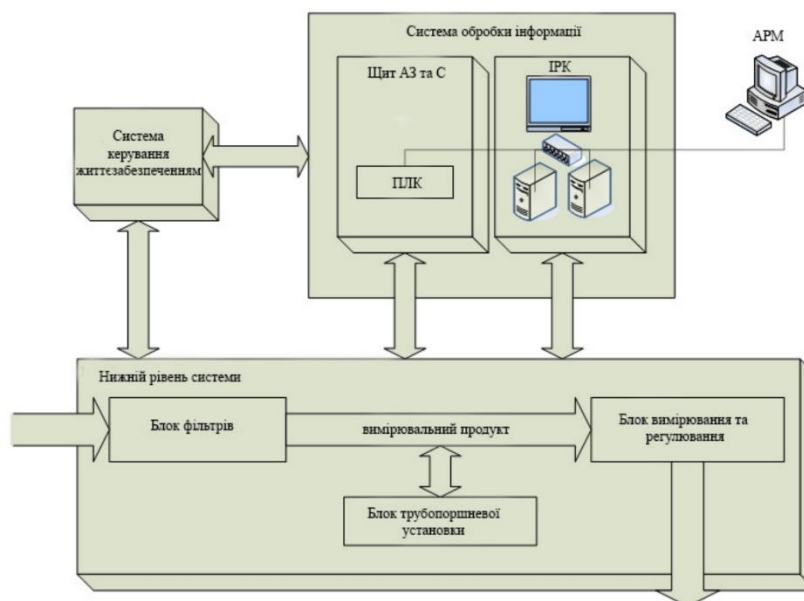 Система обробки інформації
АРМ
Щит АЗ та С
ІРК
Система
керування
життєзабезпеченням
ПЛК
Нижній рівень системи
Блок фільтрів
вимірювальний продукт
Блок вимірювання та
регулювання
Блок трубопоршневої
установки